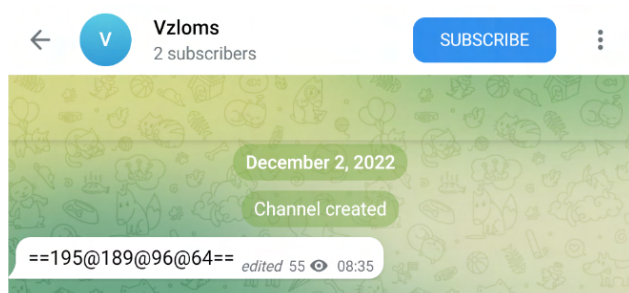 V
Vzloms
2 subscribers
SUBSCRIBE
December 2, 2022
Channel created
==195@189@96@64== edited 55 08:35